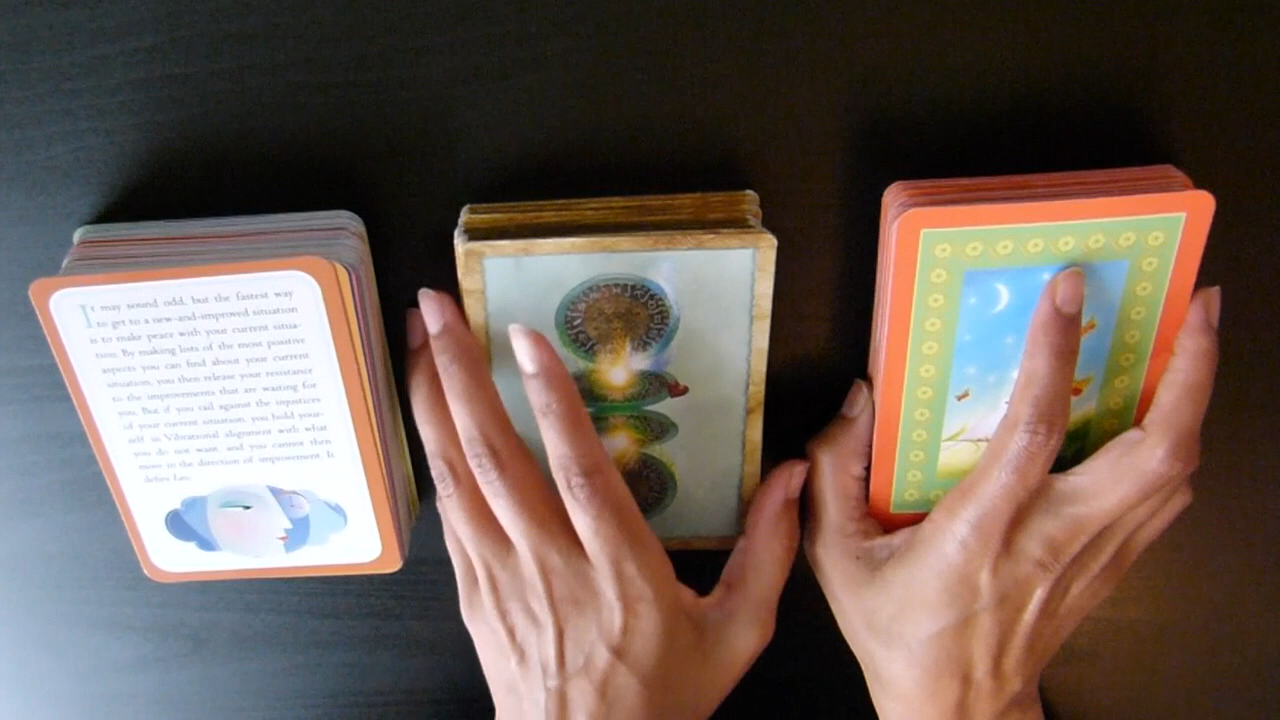 It may sound odd, but the fastest way
to get to a new-and-improved situation
is to make peace with your current situa-
tion. By making lists of the most positive
aspects you can find about your current
situation, you then release your resistance
to the improvements that are waiting for
you. But if you rail against the injustices
of your current situation, you hold your-
self in Vibrational alignment with what
you do not want, and you cannot then
move in the direction of improvement. It
defies Law.